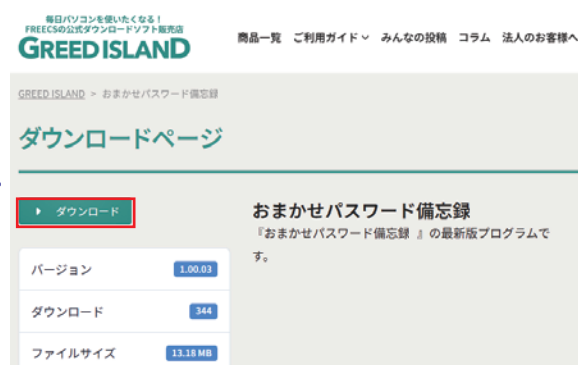 毎日パソコンを使いたくなる！
FREECSの公式ダウンロードソフト販売店
GREED ISLAND
商品一覧 ご利用ガイド みんなの投稿 コラム 法人のお客様へ
GREED ISLAND > おまかせパスワード備忘録
ダウンロードページ
ダウンロード
おまかせパスワード備忘録
『おまかせパスワード備忘録 』の最新版プログラムで
す。
バージョン 1.00.03
ダウンロード 344
ファイルサイズ 13.18 MB